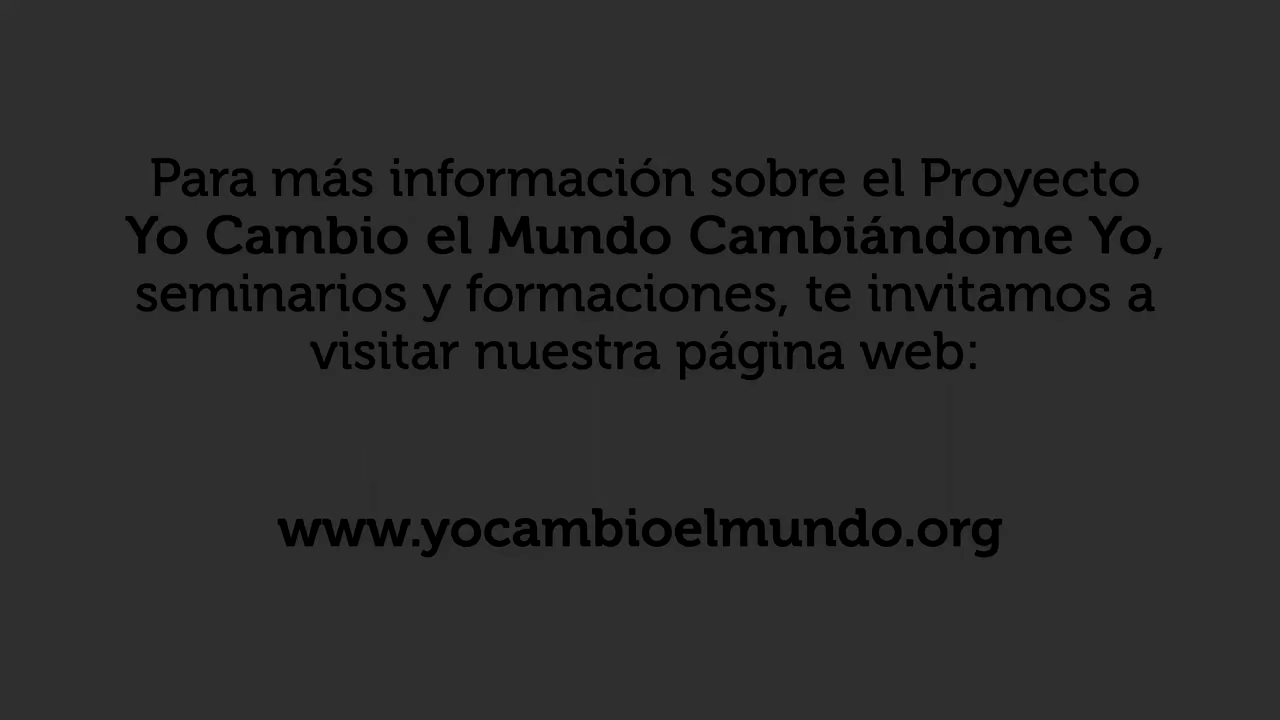 Para más información sobre el Proyecto
Yo Cambio el Mundo Cambiándome Yo,
seminarios y formaciones, te invitamos a
visitar nuestra página web:
www.yocambioelmundo.org